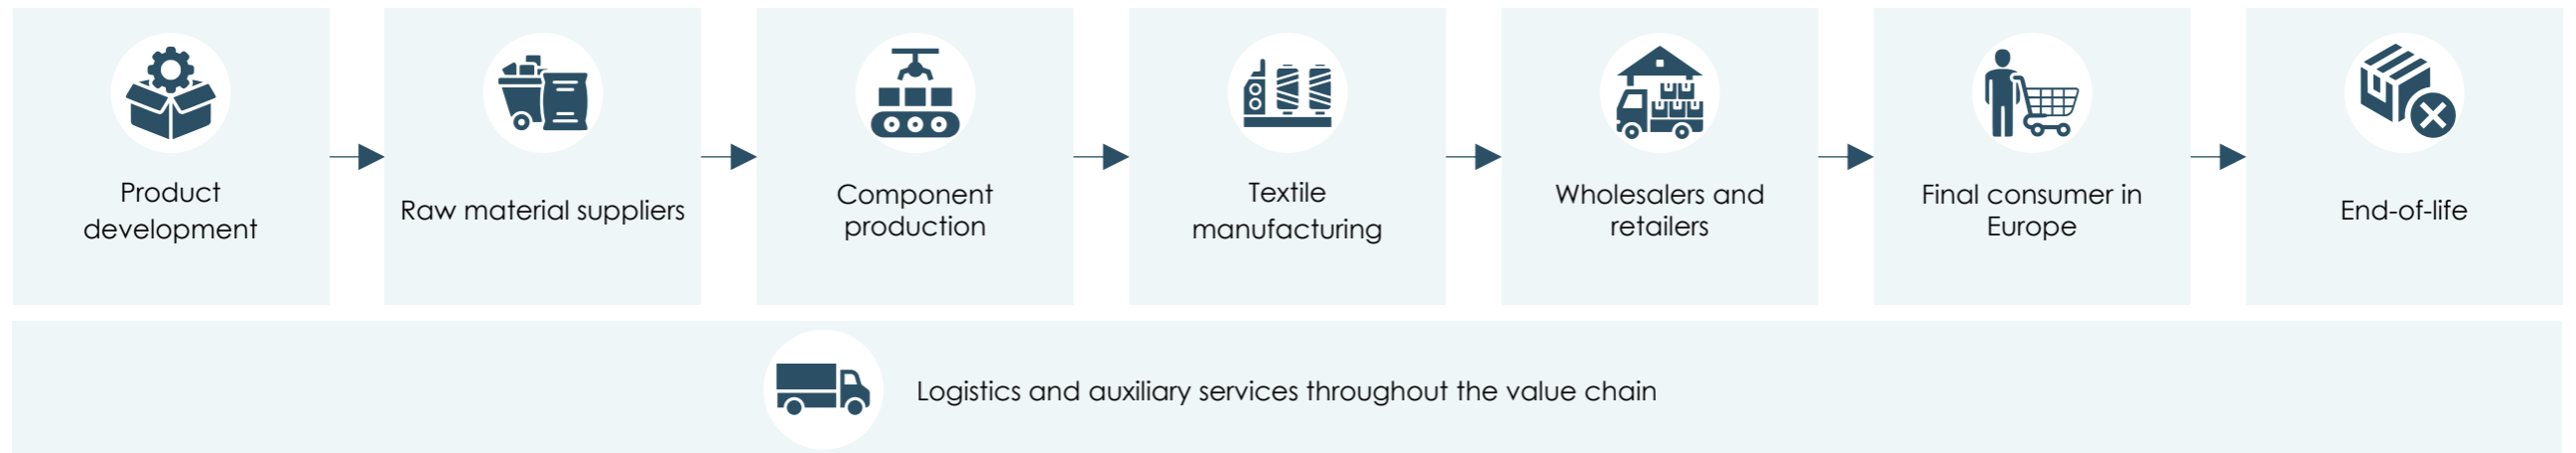 Product
development
Raw material suppliers
Component
production
Textile
manufacturing
Wholesalers and
retailers
Final consumer in
Europe
End-of-life
Logistics and auxiliary services throughout the value chain